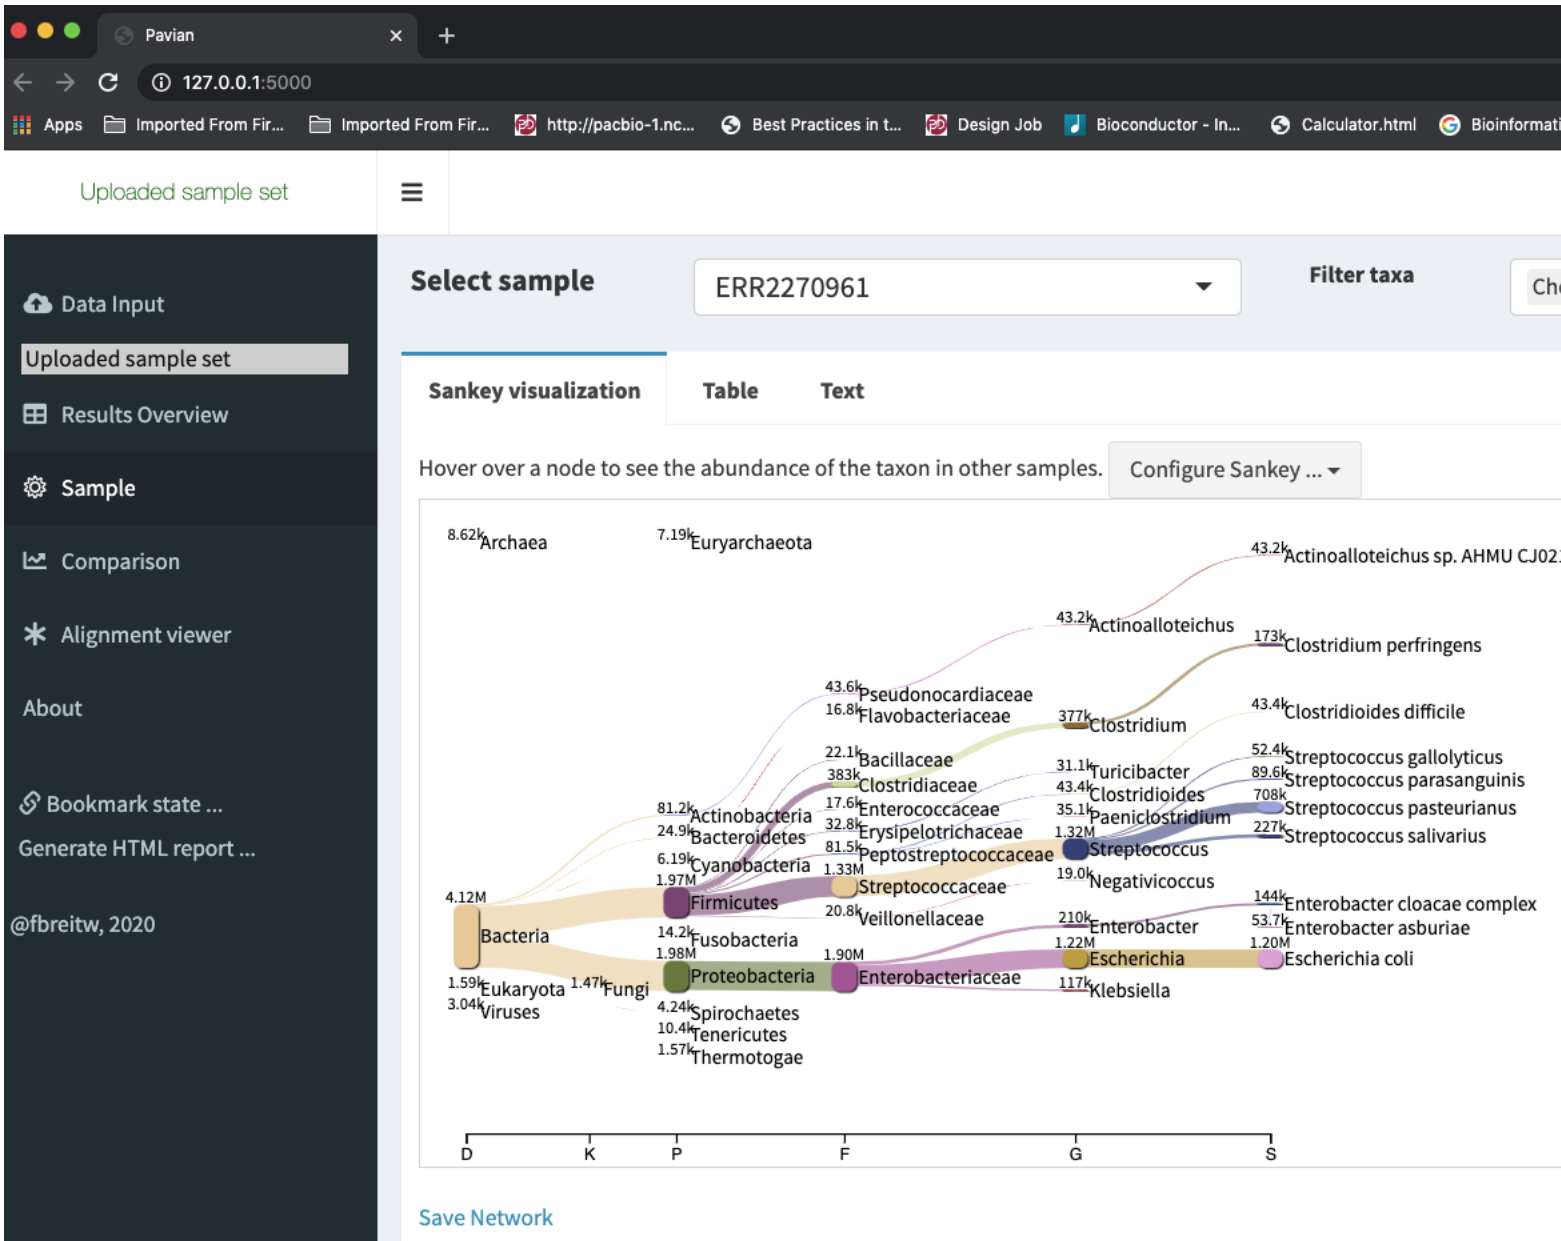 Pavian
127.0.0.1:5000
Apps Imported From Fir... Imported From Fir... http://pacbio-1.nc... Best Practices in t... Design Job Bioconductor - In... Calculator.html Bioinformati
Uploaded sample set
Data Input
Uploaded sample set
Results Overview
Sample
Comparison
Alignment viewer
About
Bookmark state ...
Generate HTML report ...
@fbreitw, 2020
Select sample
ERR2270961
Filter taxa
Cho
Sankey visualization
Table
Text
Hover over a node to see the abundance of the taxon in other samples.
Configure Sankey ...
8.62k Archaea
4.12M Bacteria
1.59k Eukaryota
3.04k Viruses
1.47k Fungi
7.19k Euryarchaeota
81.2k Actinobacteria
24.9k Bacteroidetes
6.19k Cyanobacteria
1.97M Firmicutes
14.2k Fusobacteria
1.98M Proteobacteria
4.24k Spirochaetes
10.4k Tenericutes
1.57k Thermotogae
43.6k Pseudonocardiaceae
16.8k Flavobacteriaceae
22.1k Bacillaceae
383k Clostridiaceae
17.6k Enterococcaceae
32.8k Erysipelotrichaceae
81.5k Peptostreptococcaceae
1.33M Streptococcaceae
20.8k Veillonellaceae
1.90M Enterobacteriaceae
43.2k Actinoalloteichus
377k Clostridium
31.1k Turicibacter
43.4k Clostridioides
35.1k Paeniclostridium
1.32M Streptococcus
19.0k Negativicoccus
210k Enterobacter
1.22M Escherichia
117k Klebsiella
43.2k Actinoalloteichus sp. AHMU CJ021
173k Clostridium perfringens
43.4k Clostridioides difficile
52.4k Streptococcus gallolyticus
89.6k Streptococcus parasanguinis
708k Streptococcus pasteurianus
227k Streptococcus salivarius
144k Enterobacter cloacae complex
53.7k Enterobacter asburiae
1.20M Escherichia coli
D K P F G S
Save Network